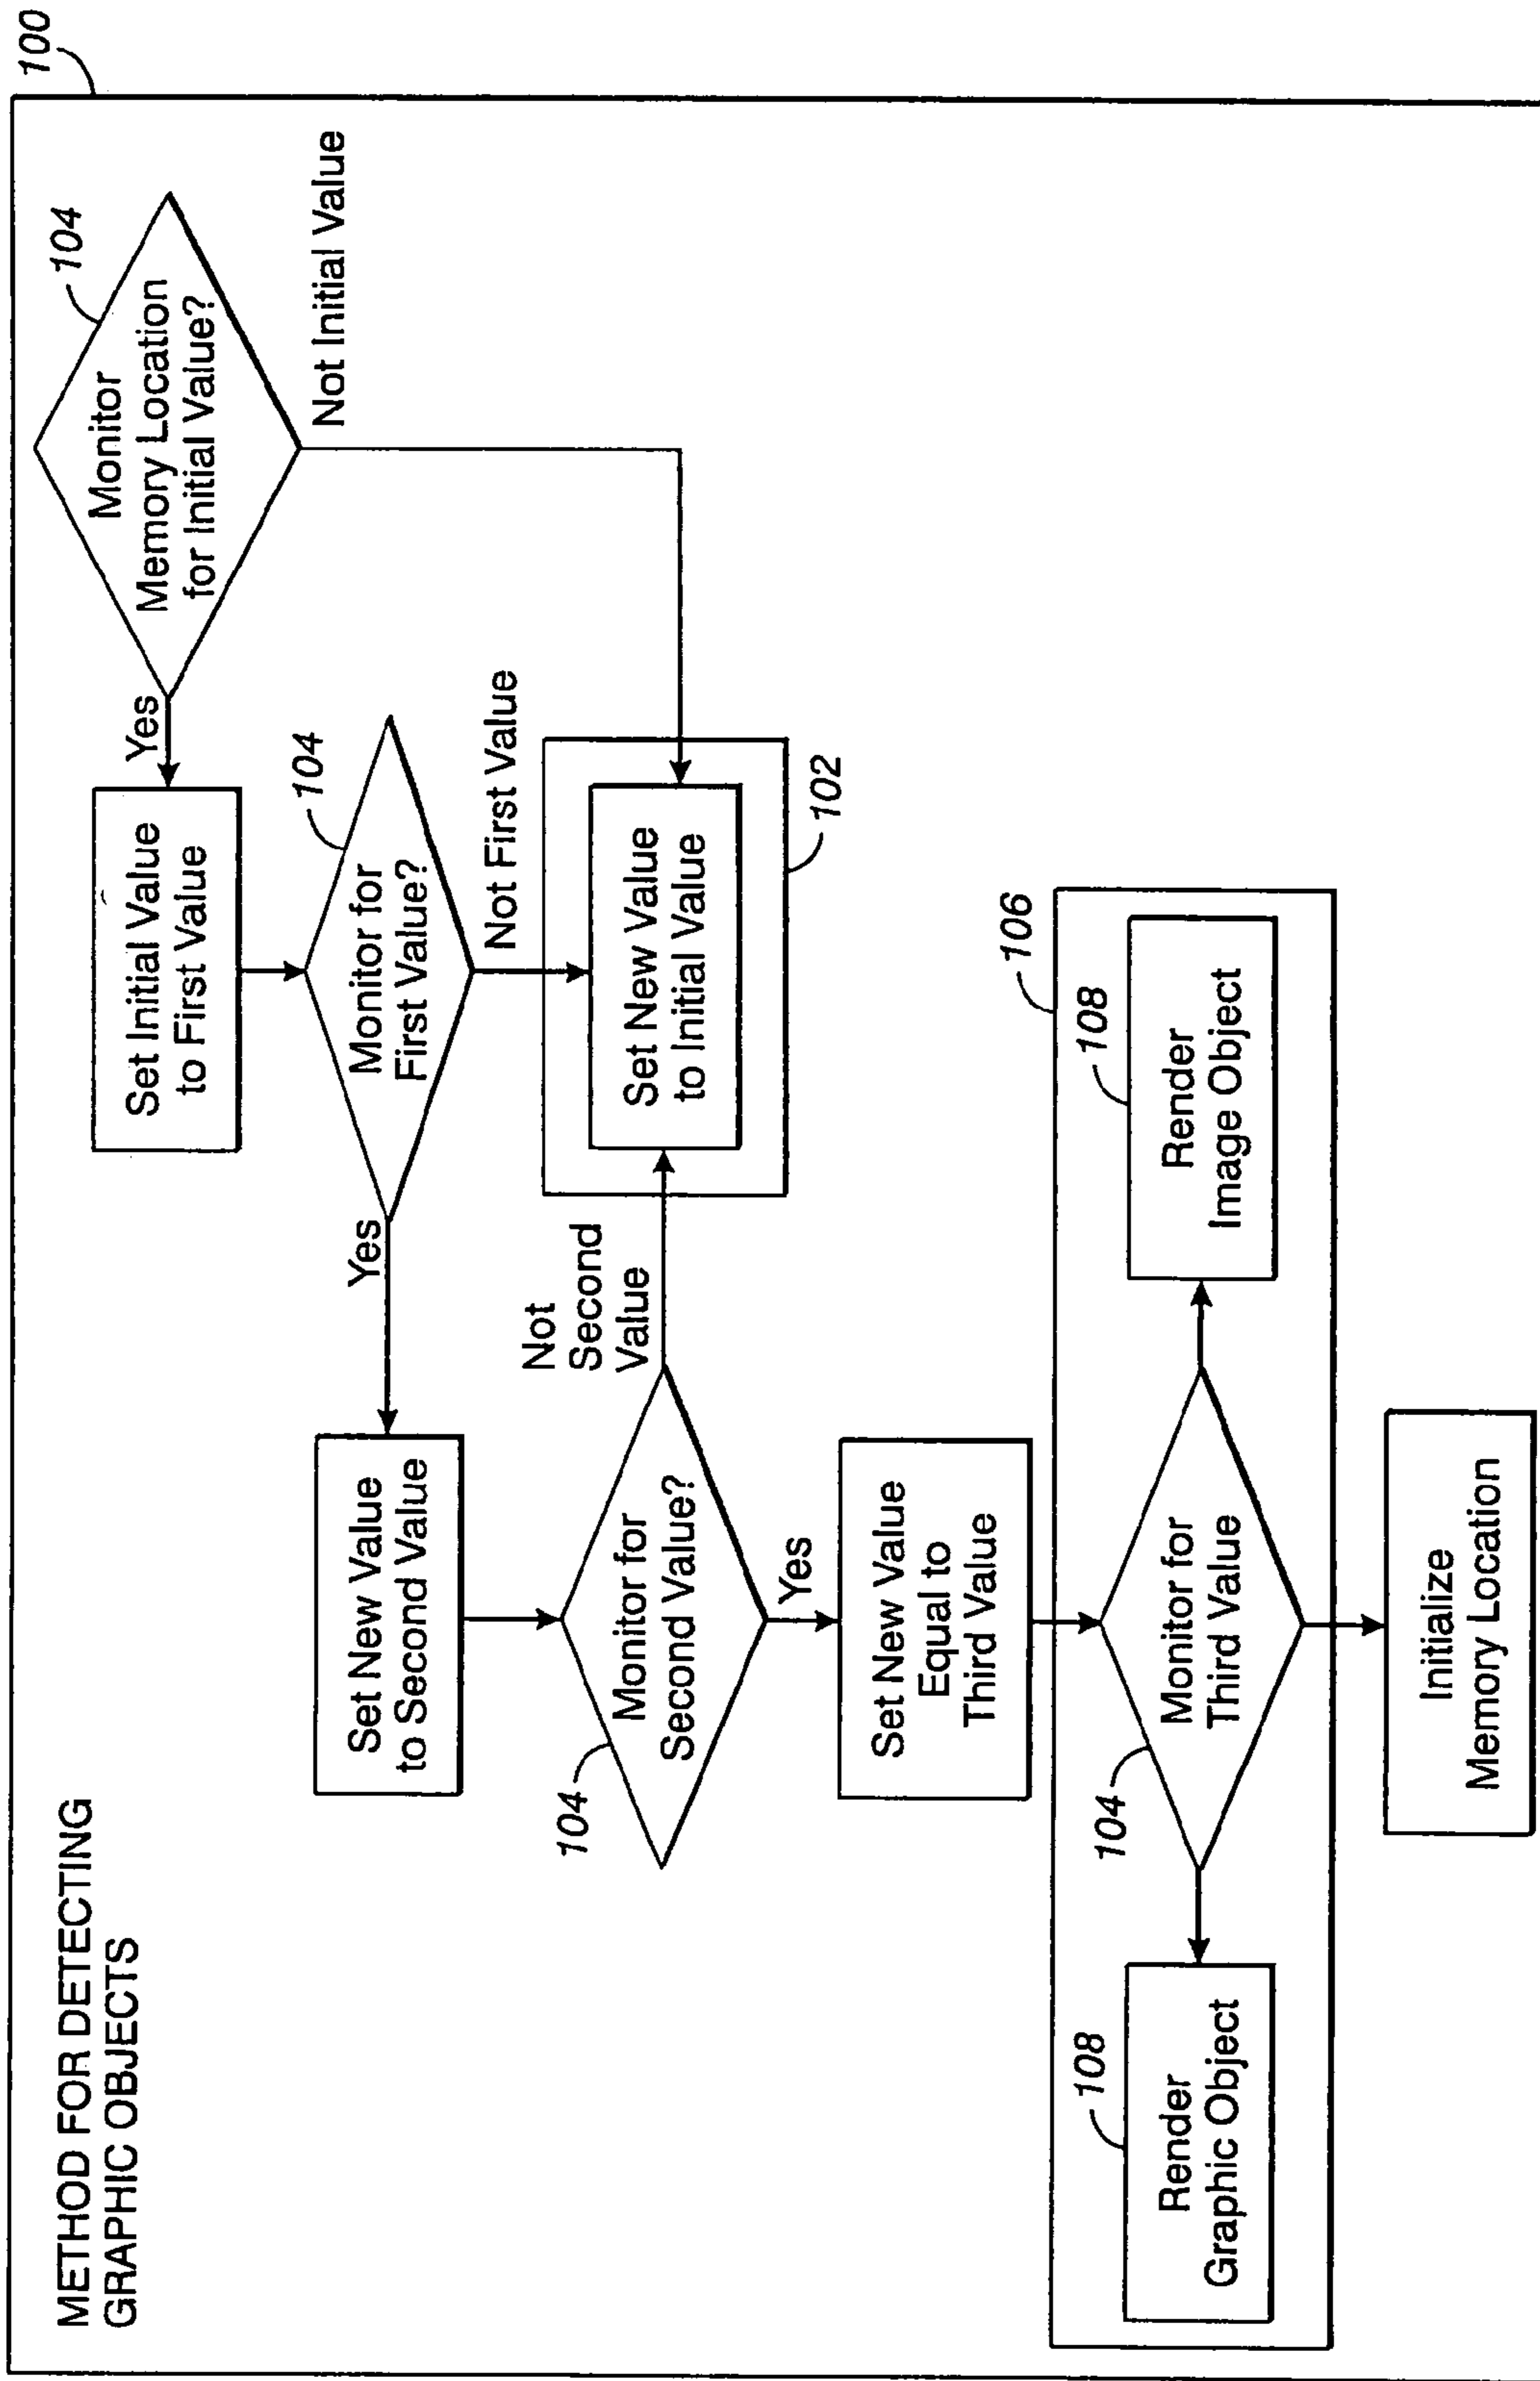 METHOD FOR DETECTING
GRAPHIC OBJECTS
100
104
Monitor
Memory Location
for Initial Value?
Not Initial Value
Yes
Set Initial Value
to First Value
104
Monitor for
First Value?
Not First Value
Yes
Set New Value
to Initial Value
102
Set New Value
to Second Value
104
Monitor for
Second Value?
Not
Second
Value
Yes
Set New Value
Equal to
Third Value
106
104
Monitor for
Third Value
108
Render
Graphic Object
108
Render
Image Object
Initialize
Memory Location